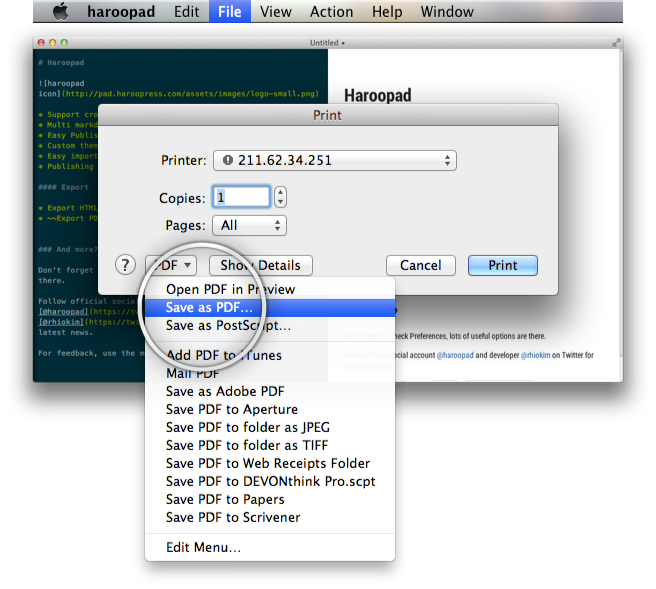 haroopad Edit File View Action Help Window
Untitled •
# Haroopad
![haroopad
icon](http://pad.haroopress.com/assets/images/logo-small.png)
* Support cro
* Multi markd
* Easy Publis
* Custom them
* Easy import
* Publishing
#### Export
* Export HTML
* ~~Export PD
### And more?
Don't forget
there.
Follow official socia
[@haroopad](https://tw
[@rhiokim](https://twi
latest news.
For feedback, use the m
Haroopad
Print
Printer: 211.62.34.251
Copies: 1
Pages: All
? PDF Show Details Cancel Print
Open PDF in Preview
Save as PDF...
Save as PostScript...
Add PDF to iTunes
Mail PDF
Save as Adobe PDF
Save PDF to Aperture
Save PDF to folder as JPEG
Save PDF to folder as TIFF
Save PDF to Web Receipts Folder
Save PDF to DEVONthink Pro.scpt
Save PDF to Papers
Save PDF to Scrivener
Edit Menu...
check Preferences, lots of useful options are there.
social account @haroopad and developer @rhiokim on Twitter for